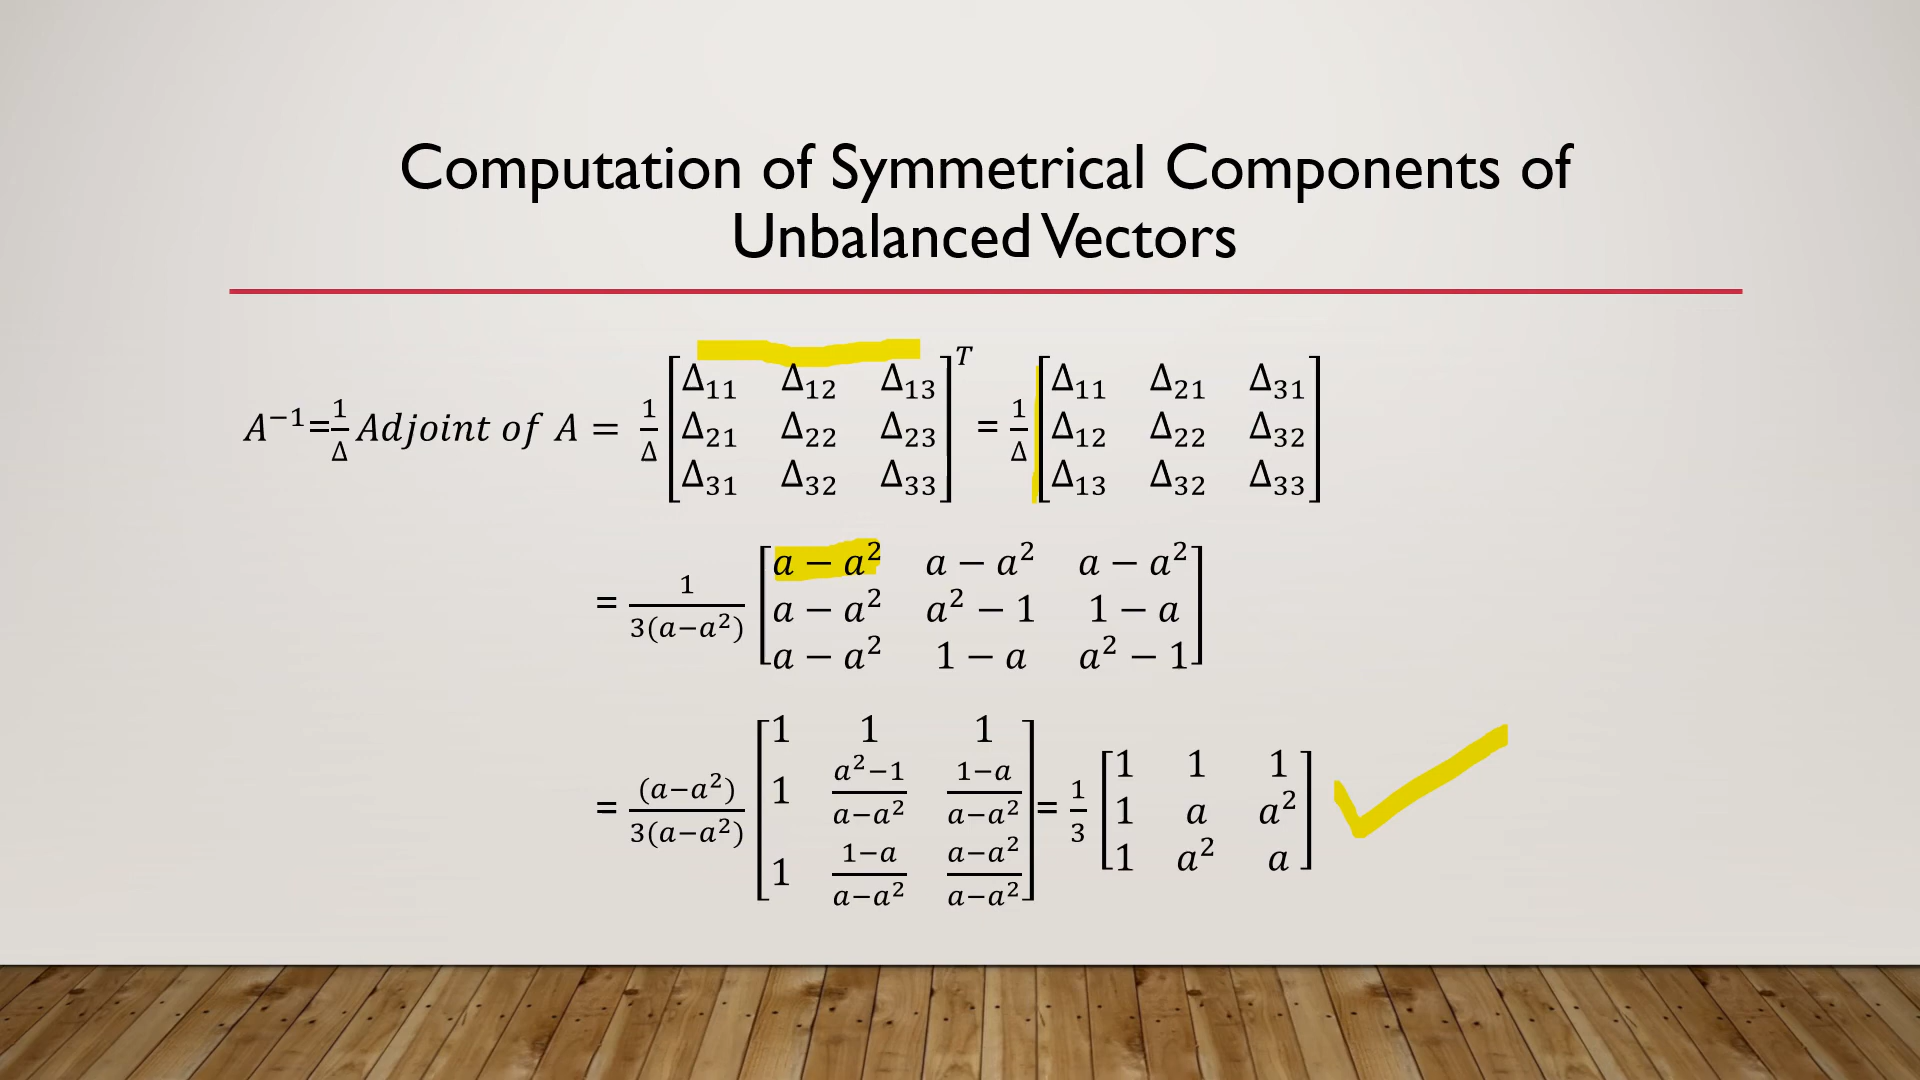 Computation of Symmetrical Components of
Unbalanced Vectors
A⁻¹=1/Δ Adjoint of A = 1/Δ [Δ₁₁ Δ₁₂ Δ₁₃; Δ₂₁ Δ₂₂ Δ₂₃; Δ₃₁ Δ₃₂ Δ₃₃]ᵀ = 1/Δ [Δ₁₁ Δ₂₁ Δ₃₁; Δ₁₂ Δ₂₂ Δ₃₂; Δ₁₃ Δ₃₂ Δ₃₃]
= 1/3(a−a²) [a − a² a − a² a − a²; a − a² a² − 1 1 − a; a − a² 1 − a a² − 1]
= (a−a²)/3(a−a²) [1 1 1; 1 a²−1/a−a² 1−a/a−a²; 1 1−a/a−a² a−a²/a−a²] = 1/3 [1 1 1; 1 a a²; 1 a² a]